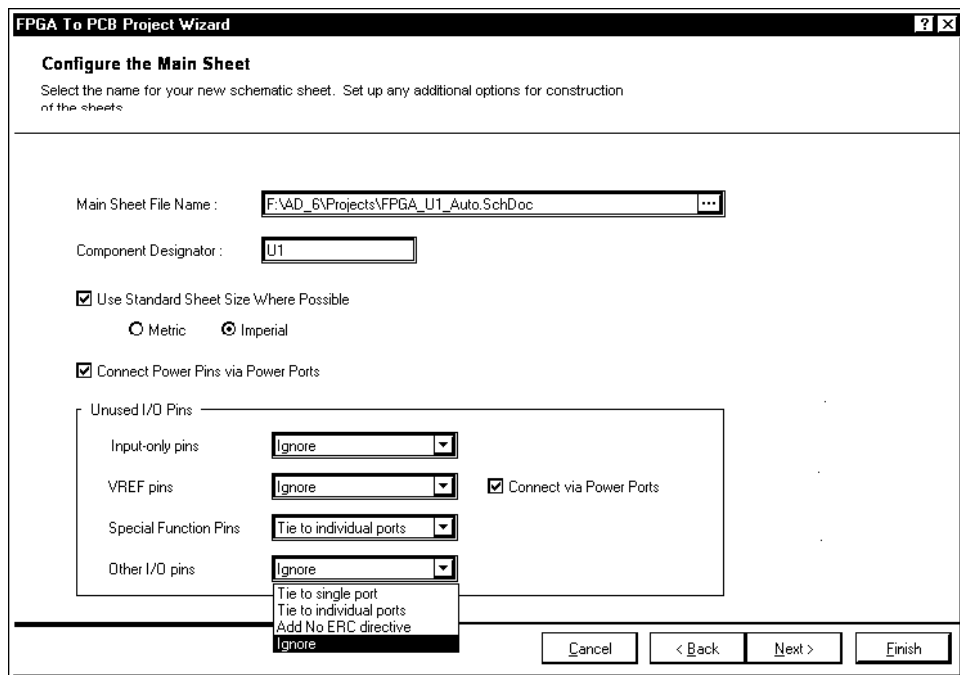 FPGA To PCB Project Wizard
Configure the Main Sheet
Select the name for your new schematic sheet. Set up any additional options for construction
of the sheets
Main Sheet File Name : F:\AD_6\Projects\FPGA_U1_Auto.SchDoc ...
Component Designator : U1
Use Standard Sheet Size Where Possible
Metric Imperial
Connect Power Pins via Power Ports
Unused I/O Pins
Input-only pins Ignore
VREF pins Ignore Connect via Power Ports
Special Function Pins Tie to individual ports
Other I/O pins Ignore
Tie to single port
Tie to individual ports
Add No ERC directive
Ignore
Cancel < Back Next > Finish